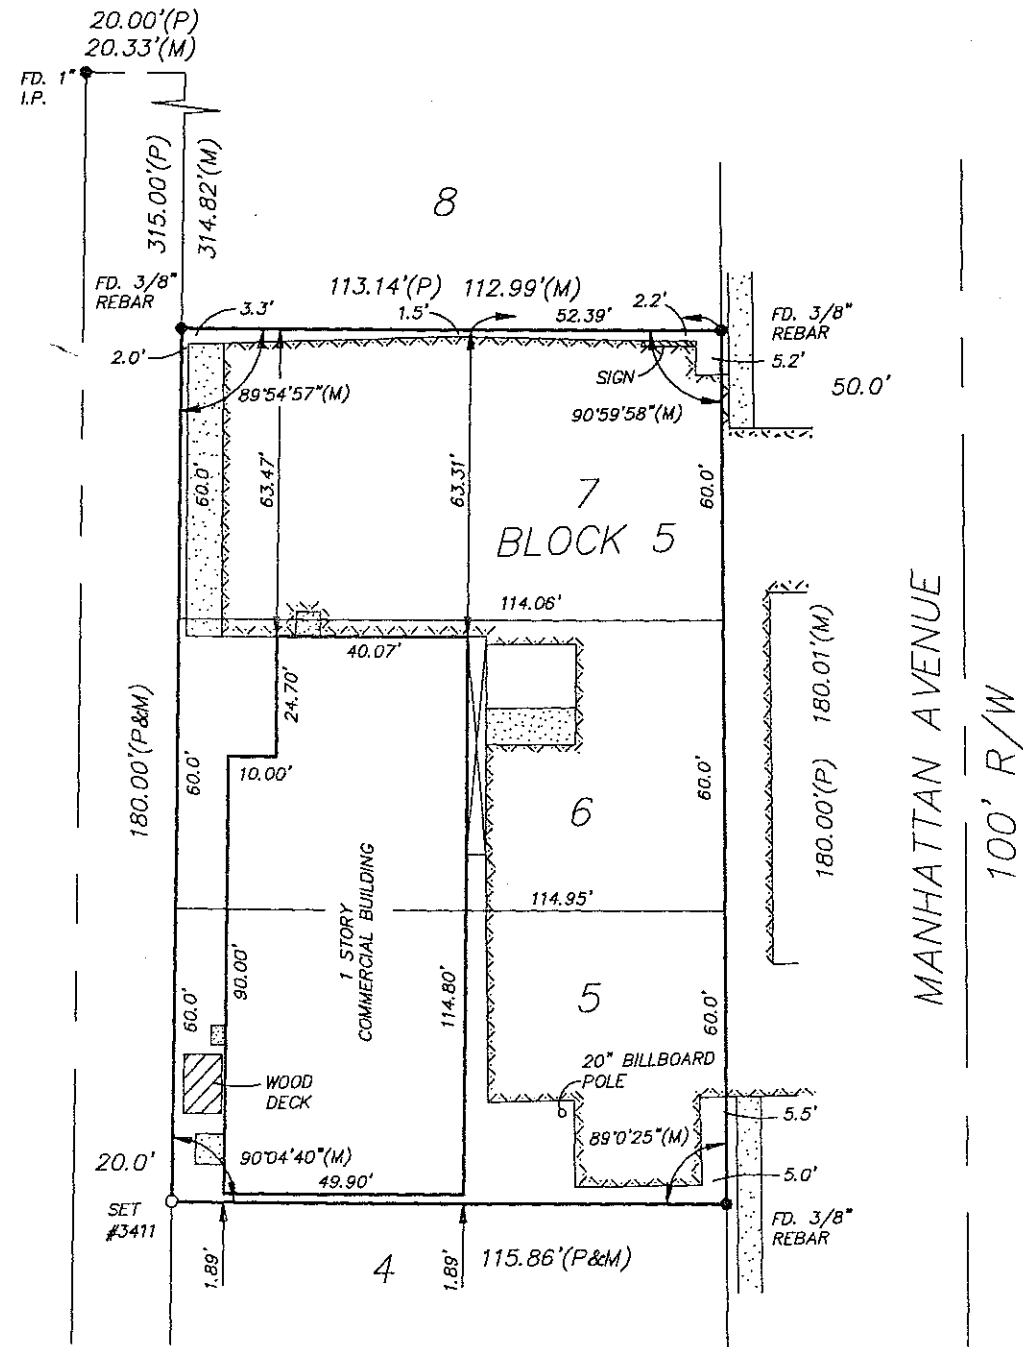 20.00'(P)
20.33'(M)
FD. 1"
I.P.
315.00'(P)
314.82'(M)
8
FD. 3/8"
REBAR
113.14'(P) 112.99'(M)
3.3'
1.5'
52.39'
2.2'
FD. 3/8"
REBAR
2.0'
5.2'
SIGN
50.0'
89°54'57"(M)
90°59'58"(M)
60.0'
63.47'
63.31'
60.0'
7
BLOCK 5
114.06'
40.07'
24.70'
180.00'(P&M)
60.0'
10.00'
60.0'
6
180.00'(P) 180.01'(M)
MANHATTAN AVENUE
100' R/W
1 STORY
COMMERCIAL BUILDING
114.95'
90.00'
114.80'
60.0'
5
60.0'
20" BILLBOARD
POLE
WOOD
DECK
5.5'
89°0'25"(M)
20.0'
90°04'40"(M)
49.90'
5.0'
SET
#3411
FD. 3/8"
REBAR
1.89'
1.89'
4
115.86'(P&M)